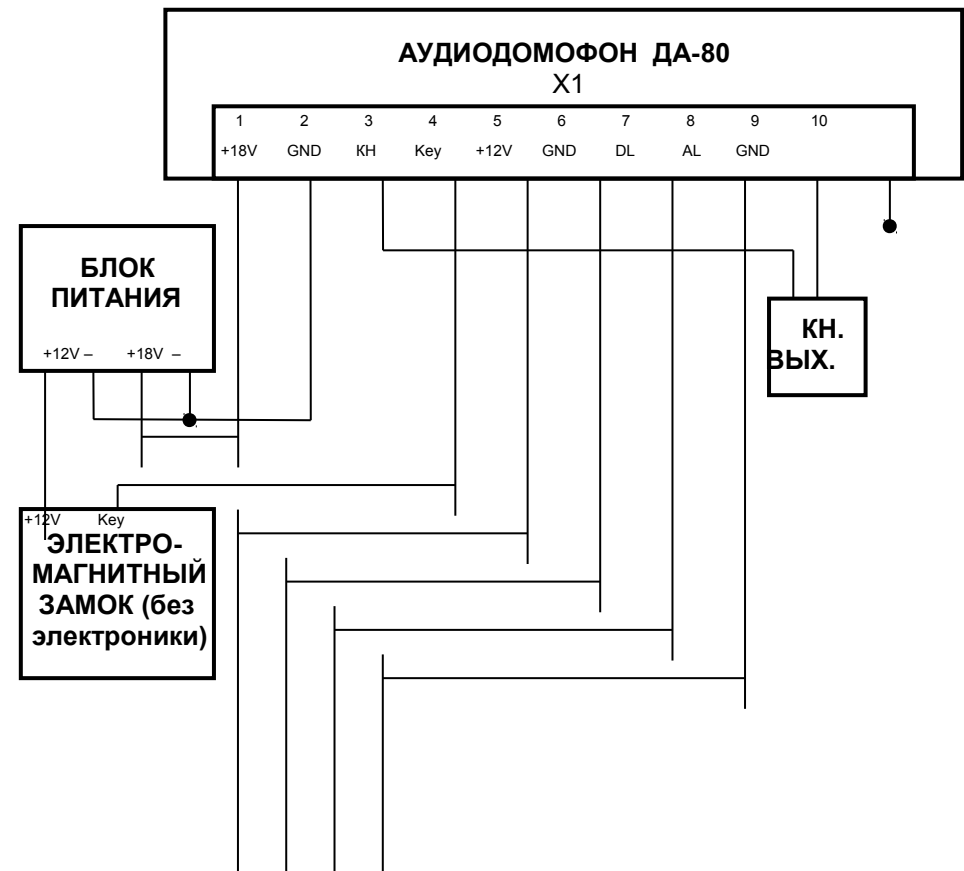 АУДИОДОМОФОН ДА-80
X1
1 2 3 4 5 6 7 8 9 10
+18V GND КН Key +12V GND DL AL GND
БЛОК
ПИТАНИЯ
+12V – +18V –
КН.
ВЫХ.
+12V Key
ЭЛЕКТРО-
МАГНИТНЫЙ
ЗАМОК (без
электроники)